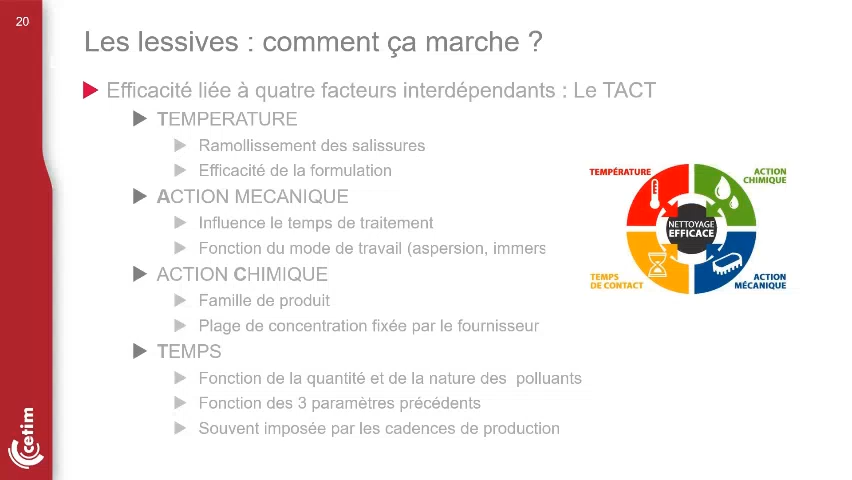 20
Les lessives : comment ça marche ?
Efficacité liée à quatre facteurs interdépendants : Le TACT
TEMPERATURE
Ramollissement des salissures
Efficacité de la formulation
ACTION MECANIQUE
Influence le temps de traitement
Fonction du mode de travail (aspersion, immers
ACTION CHIMIQUE
Famille de produit
Plage de concentration fixée par le fournisseur
TEMPS
Fonction de la quantité et de la nature des polluants
Fonction des 3 paramètres précédents
Souvent imposée par les cadences de production
TEMPÉRATURE
ACTION
CHIMIQUE
NETTOYAGE
EFFICACE
TEMPS
DE CONTACT
ACTION
MÉCANIQUE
cetim